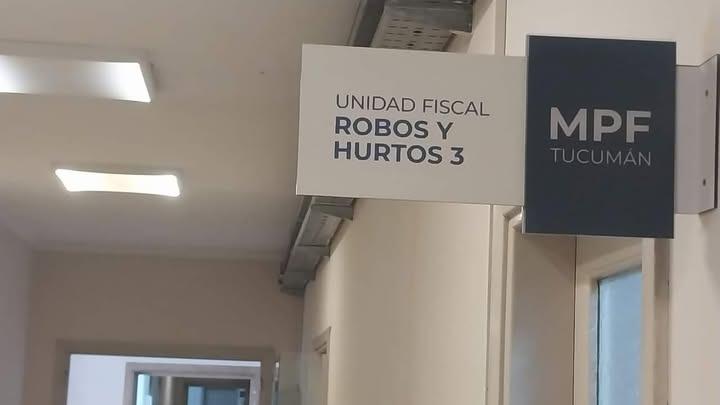 UNIDAD FISCAL
ROBOS Y
HURTOS 3
MPF
TUCUMÁN